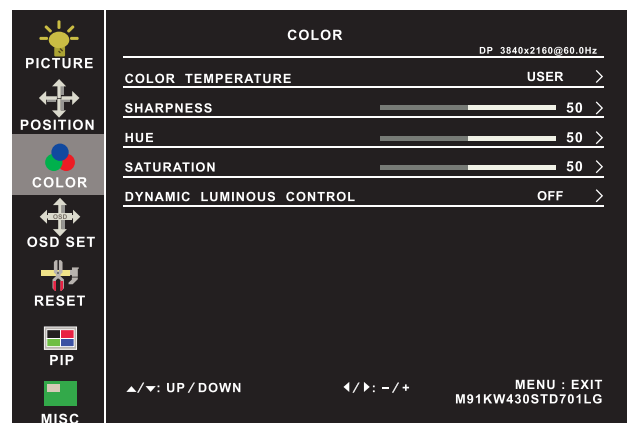 PICTURE
POSITION
COLOR
OSD
OSD SET
RESET
PIP
MISC
COLOR
DP 3840x2160@60.0Hz
COLOR TEMPERATURE USER
SHARPNESS 50
HUE 50
SATURATION 50
DYNAMIC LUMINOUS CONTROL OFF
▲/▼: UP / DOWN ◀/▶: – / + MENU : EXIT
M91KW430STD701LG